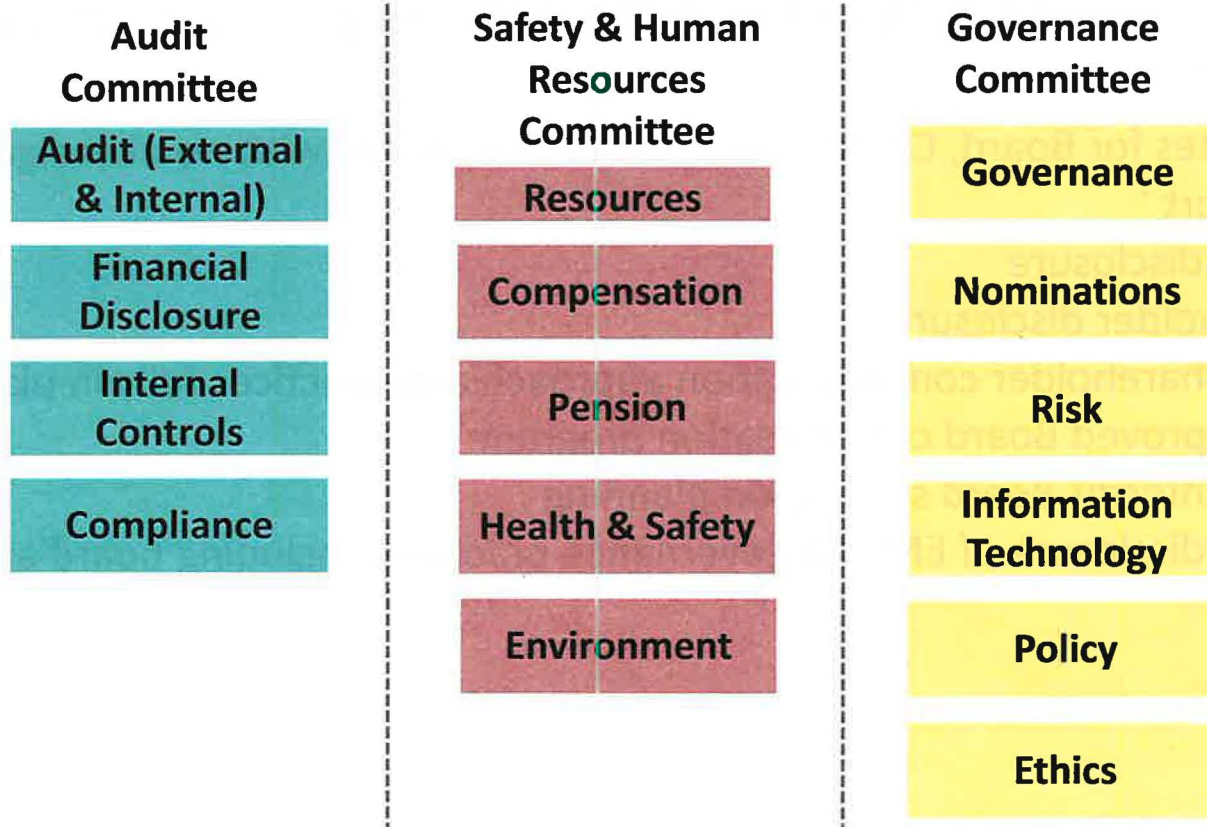 Audit
Committee
Audit (External
& Internal)
Financial
Disclosure
Internal
Controls
Compliance
Safety & Human
Resources
Committee
Resources
Compensation
Pension
Health & Safety
Environment
Governance
Committee
Governance
Nominations
Risk
Information
Technology
Policy
Ethics